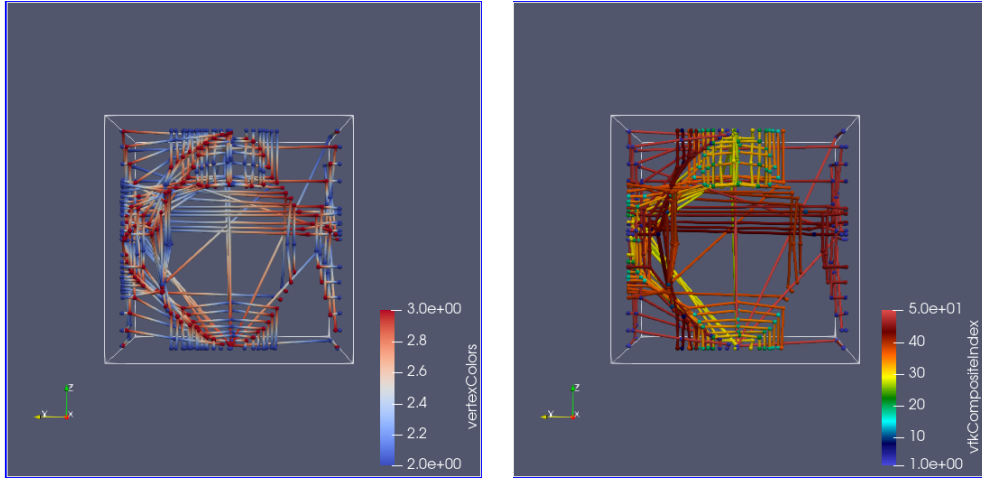 3.0e+00
2.8
2.6
2.4
2.2
2.0e+00
vertexColors
Z
Y
X
5.0e+01
40
30
20
10
1.0e+00
vtkCompositeIndex
Z
Y
X